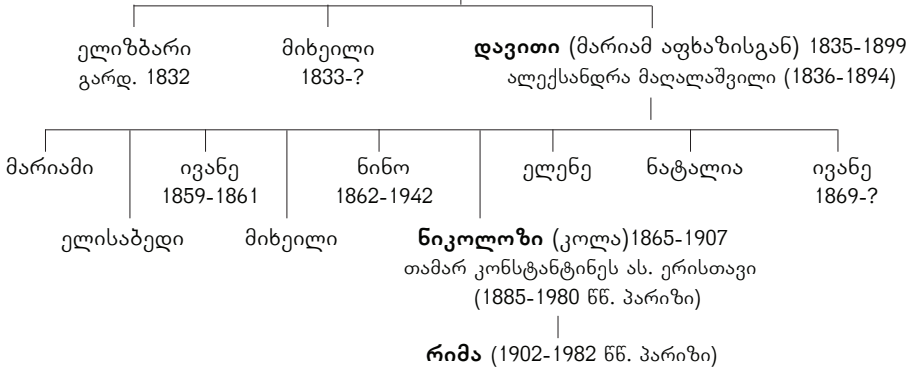 ელიზბარი
გარდ. 1832
მიხეილი
1833-?
დავითი (მარიამ აფხაზისგან) 1835-1899
ალექსანდრა მაღალაშვილი (1836-1894)
მარიამი
ელისაბედი
ივანე
1859-1861
მიხეილი
ნინო
1862-1942
ნიკოლოზი (კოლა)1865-1907
თამარ კონსტანტინეს ას. ერისთავი
(1885-1980 წწ. პარიზი)
ელენე
ნატალია
ივანე
1869-?
რიმა (1902-1982 წწ. პარიზი)